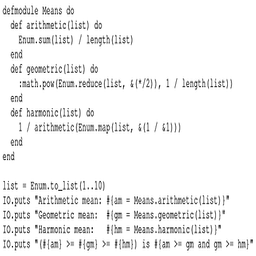 defmodule Means do
def arithmetic(list) do
Enum.sum(list) / length(list)
end
def geometric(list) do
:math.pow(Enum.reduce(list, &(*/2)), 1 / length(list))
end
def harmonic(list) do
1 / arithmetic(Enum.map(list, &(1 / &1)))
end
end
list = Enum.to_list(1..10)
IO.puts "Arithmetic mean: #{am = Means.arithmetic(list)}"
IO.puts "Geometric mean:  #{gm = Means.geometric(list)}"
IO.puts "Harmonic mean:   #{hm = Means.harmonic(list)}"
IO.puts "(#{am} >= #{gm} >= #{hm}) is #{am >= gm and gm >= hm}"